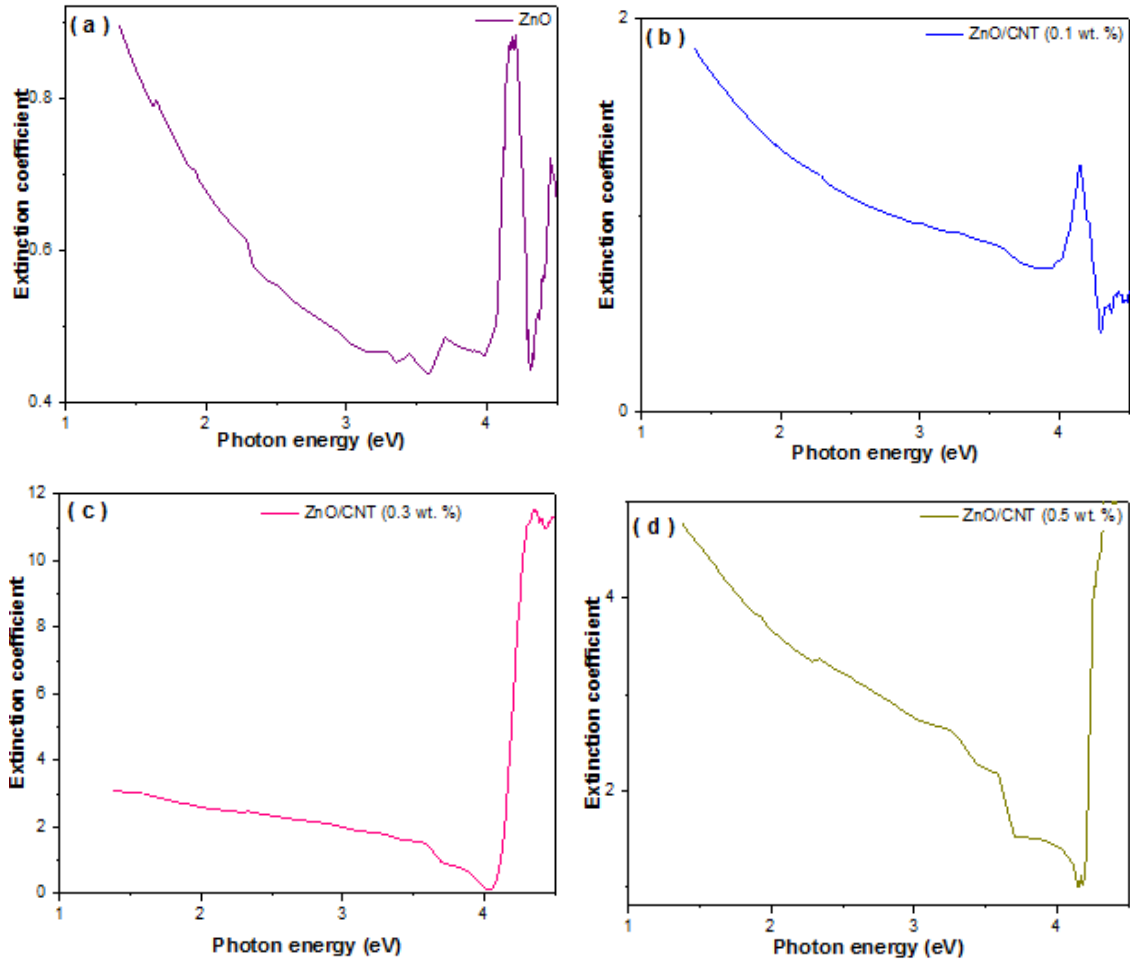 ( a )
ZnO
Extinction coefficient
0.8
0.6
0.4
1 2 3 4
Photon energy (eV)
( b )
ZnO/CNT (0.1 wt. %)
Extinction coefficient
2
0
1 2 3 4
Photon energy (eV)
( c )
ZnO/CNT (0.3 wt. %)
Extinction coefficient
12
10
8
6
4
2
0
1 2 3 4
Photon energy (eV)
( d )
ZnO/CNT (0.5 wt. %)
Extinction coefficient
4
2
1 2 3 4
Photon energy (eV)